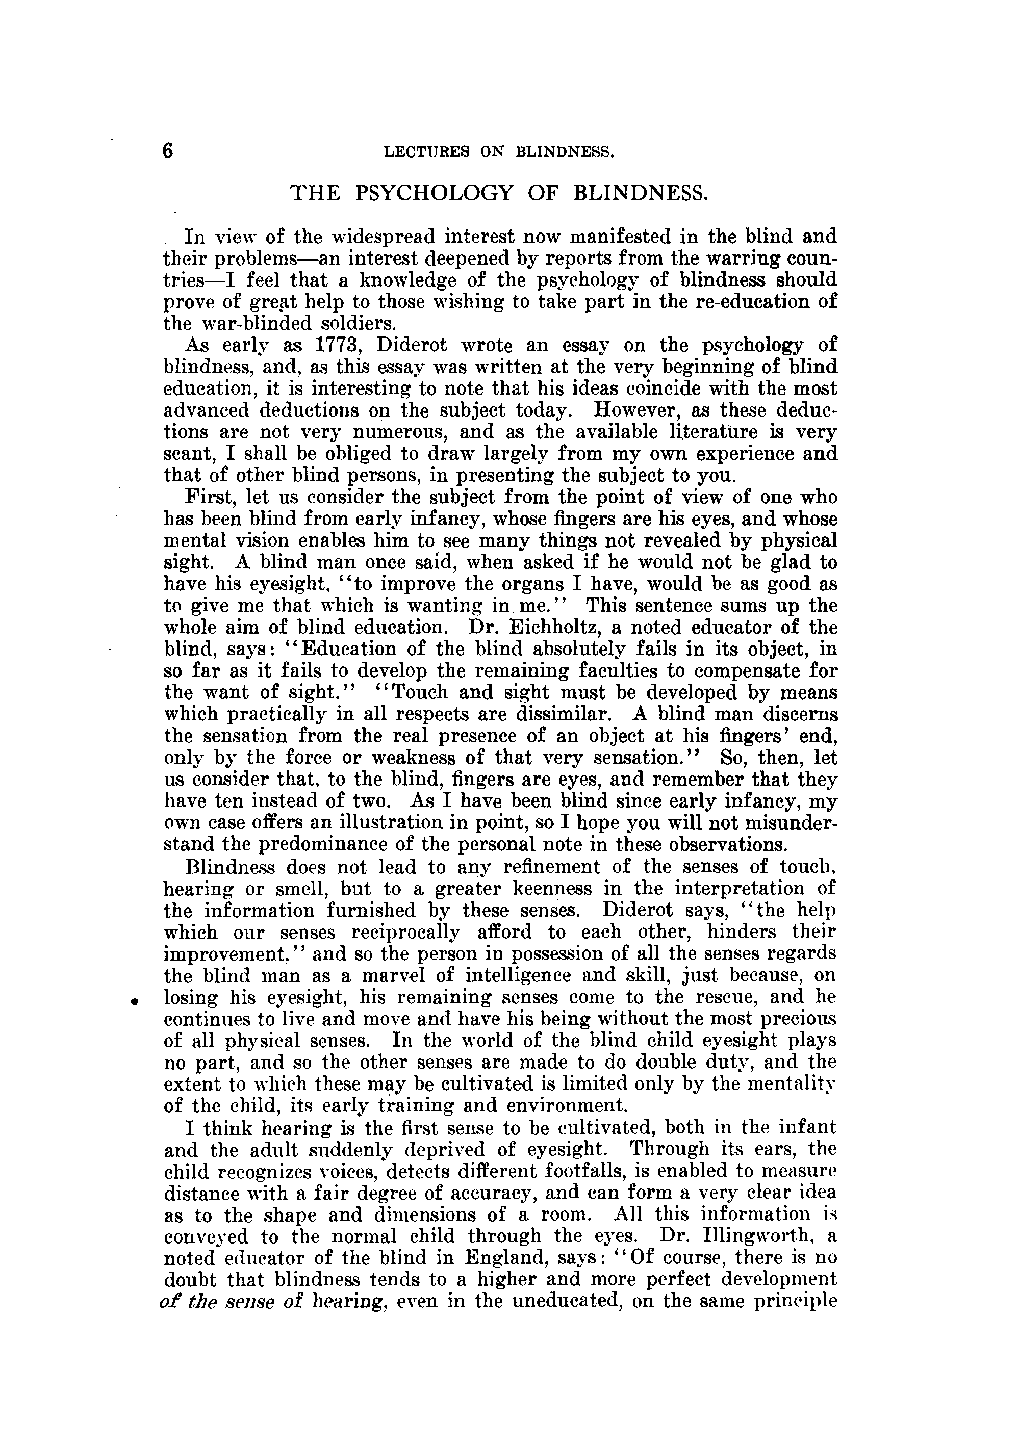 6 LECTURES ON BLINDNESS.
THE PSYCHOLOGY OF BLINDNESS.
In view of the widespread interest now manifested in the blind and
their problems—an interest deepened by reports from the warring coun-
tries—I feel that a knowledge of the psychology of blindness should
prove of great help to those wishing to take part in the re-education of
the war-blinded soldiers.
As early as 1773, Diderot wrote an essay on the psychology of
blindness, and, as this essay was written at the very beginning of blind
education, it is interesting to note that his ideas coincide with the most
advanced deductions on the subject today. However, as these deduc-
tions are not very numerous, and as the available literature is very
scant, I shall be obliged to draw largely from my own experience and
that of other blind persons, in presenting the subject to you.
First, let us consider the subject from the point of view of one who
has been blind from early infancy, whose fingers are his eyes, and whose
mental vision enables him to see many things not revealed by physical
sight. A blind man once said, when asked if he would not be glad to
have his eyesight, "to improve the organs I have, would be as good as
to give me that which is wanting in me." This sentence sums up the
whole aim of blind education. Dr. Eichholtz, a noted educator of the
blind, says: "Education of the blind absolutely fails in its object, in
so far as it fails to develop the remaining faculties to compensate for
the want of sight." "Touch and sight must be developed by means
which practically in all respects are dissimilar. A blind man discerns
the sensation from the real presence of an object at his fingers' end,
only by the force or weakness of that very sensation." So, then, let
us consider that, to the blind, fingers are eyes, and remember that they
have ten instead of two. As I have been blind since early infancy, my
own case offers an illustration in point, so I hope you will not misunder-
stand the predominance of the personal note in these observations.
Blindness does not lead to any refinement of the senses of touch,
hearing or smell, but to a greater keenness in the interpretation of
the information furnished by these senses. Diderot says, "the help
which our senses reciprocally afford to each other, hinders their
improvement," and so the person in possession of all the senses regards
the blind man as a marvel of intelligence and skill, just because, on
losing his eyesight, his remaining senses come to the rescue, and he
continues to live and move and have his being without the most precious
of all physical senses. In the world of the blind child eyesight plays
no part, and so the other senses are made to do double duty, and the
extent to which these may be cultivated is limited only by the mentality
of the child, its early training and environment.
I think hearing is the first sense to be cultivated, both in the infant
and the adult suddenly deprived of eyesight. Through its ears, the
child recognizes voices, detects different footfalls, is enabled to measure
distance with a fair degree of accuracy, and can form a very clear idea
as to the shape and dimensions of a room. All this information is
conveyed to the normal child through the eyes. Dr. Illingworth, a
noted educator of the blind in England, says: "Of course, there is no
doubt that blindness tends to a higher and more perfect development
of the sense of hearing, even in the uneducated, on the same principle